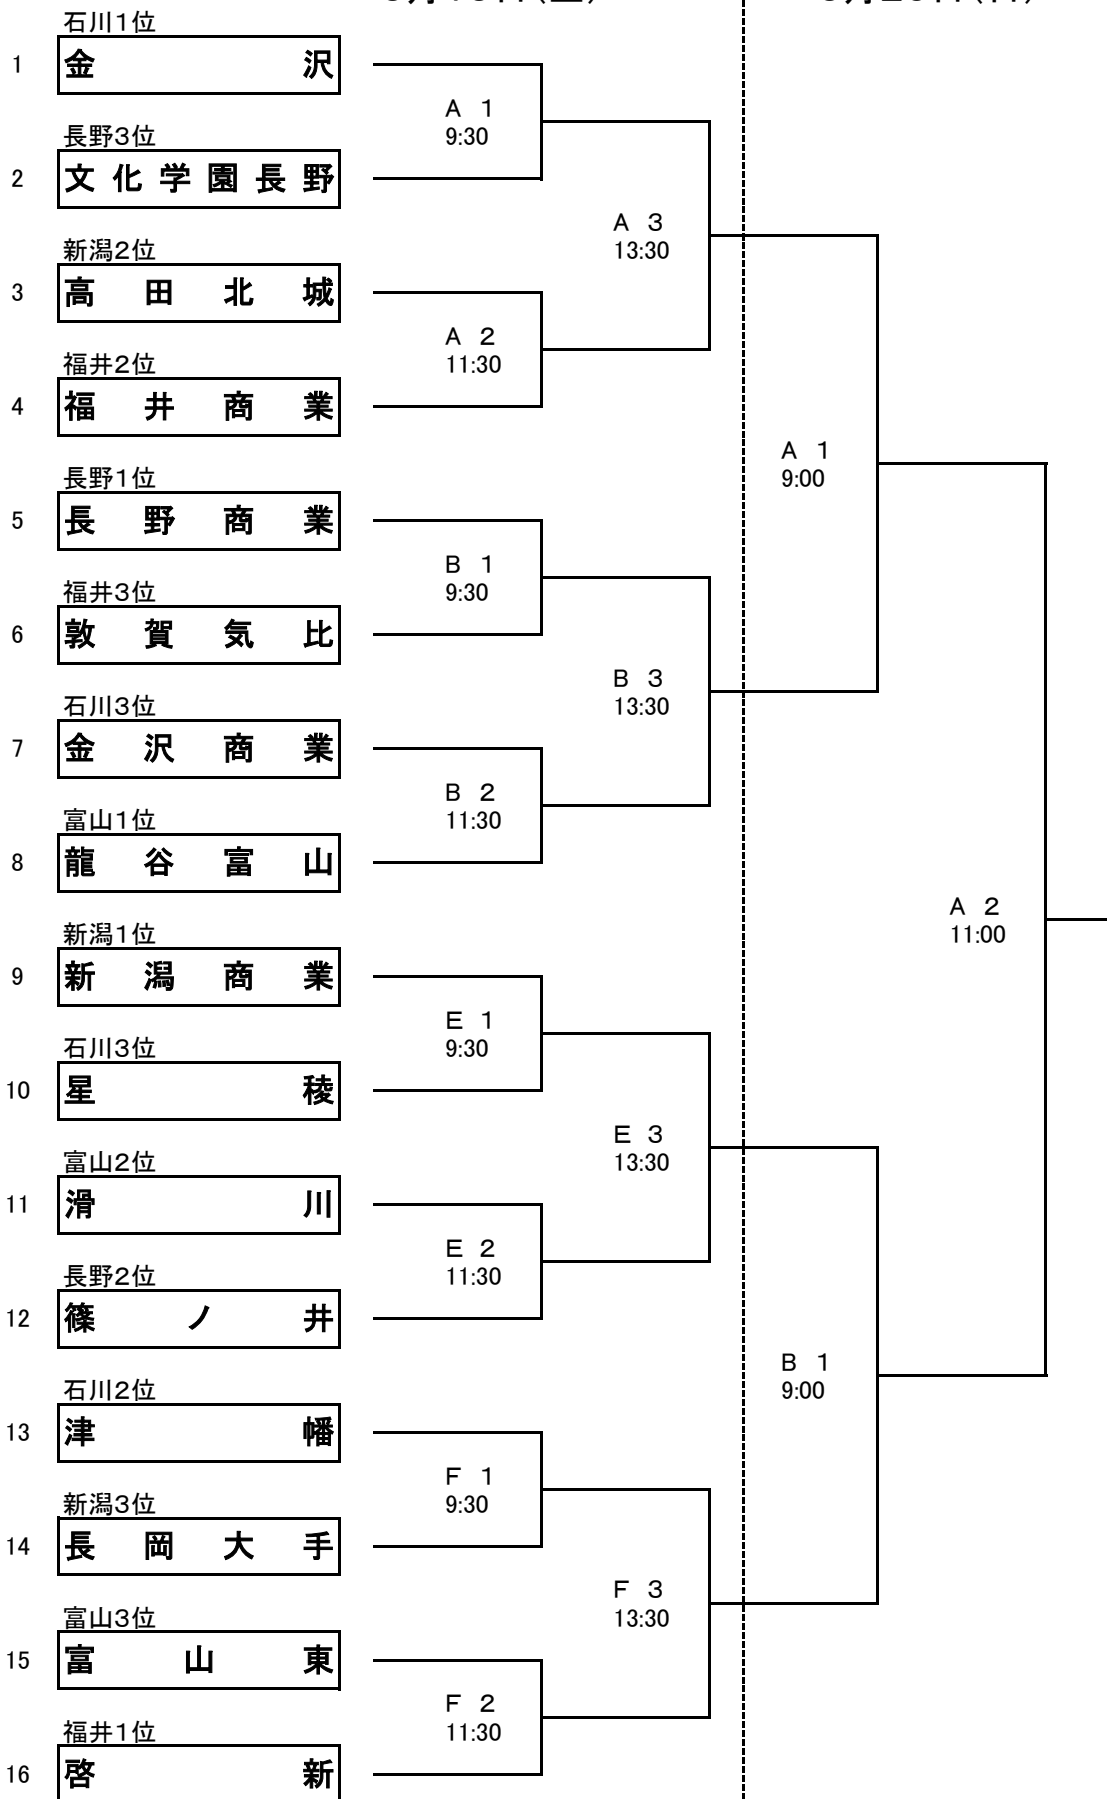 石川1位
1 金沢
A 1
9:30
長野3位
2 文化学園長野
A 3
13:30
新潟2位
3 高田北城
A 2
11:30
福井2位
4 福井商業
A 1
9:00
長野1位
5 長野商業
B 1
9:30
福井3位
6 敦賀気比
B 3
13:30
石川3位
7 金沢商業
B 2
11:30
富山1位
8 龍谷富山
A 2
11:00
新潟1位
9 新潟商業
E 1
9:30
石川3位
10 星稜
E 3
13:30
富山2位
11 滑川
E 2
11:30
長野2位
12 篠ノ井
B 1
9:00
石川2位
13 津幡
F 1
9:30
新潟3位
14 長岡大手
F 3
13:30
富山3位
15 富山東
F 2
11:30
福井1位
16 啓新